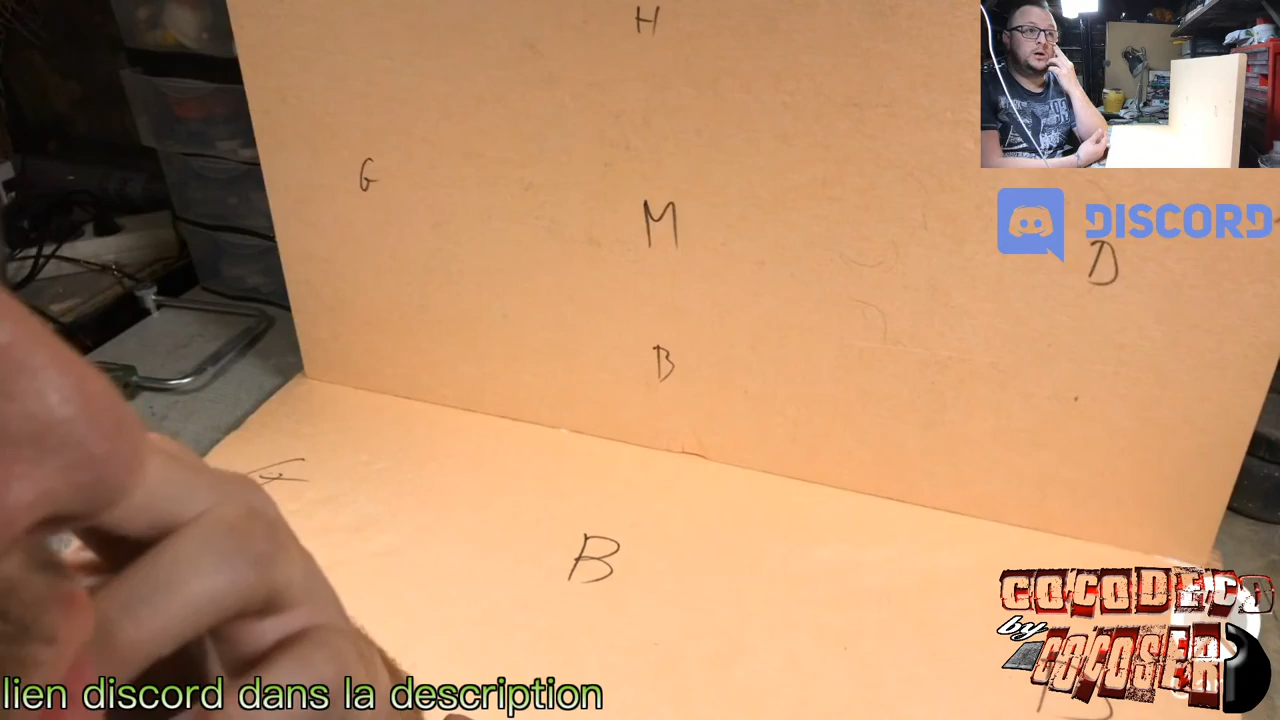 H
G
M
DISCORD
D
B
B
COCODECO
by
COCOSER
lien discord dans la description